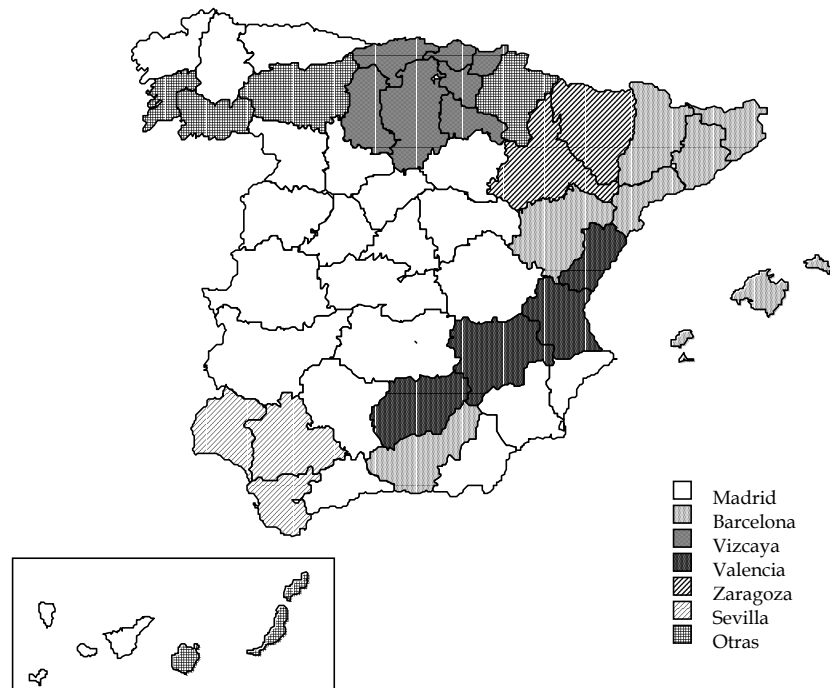 Madrid
Barcelona
Vizcaya
Valencia
Zaragoza
Sevilla
Otras